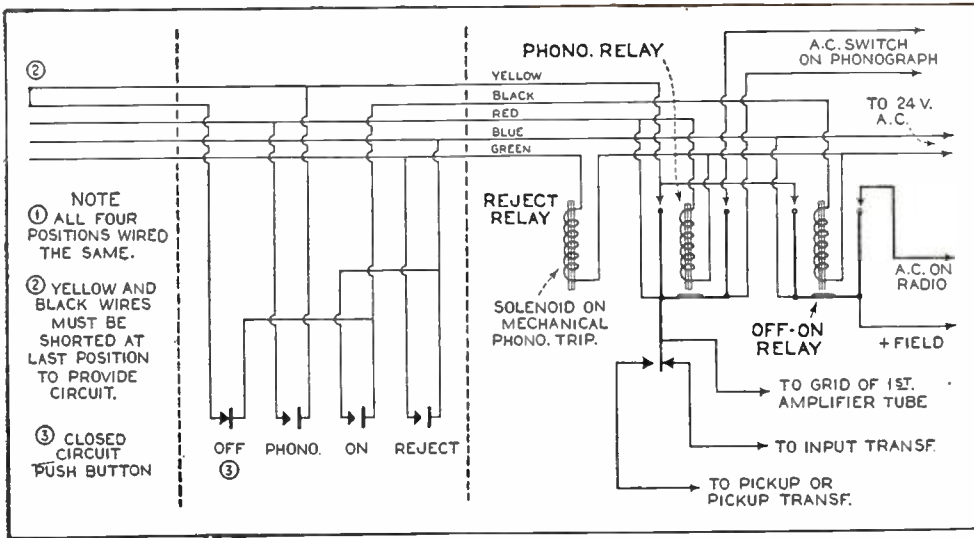 ②
NOTE
① ALL FOUR
POSITIONS WIRED
THE SAME.
② YELLOW AND
BLACK WIRES
MUST BE
SHORTED AT
LAST POSITION
TO PROVIDE
CIRCUIT.
③ CLOSED
CIRCUIT
PUSH BUTTON
OFF
③
PHONO.
ON
REJECT
YELLOW
BLACK
RED
BLUE
GREEN
PHONO. RELAY
A.C. SWITCH
ON PHONOGRAPH
TO 24 V.
A.C.
REJECT
RELAY
SOLENOID ON
MECHANICAL
PHONO. TRIP.
A.C. ON
RADIO
OFF-ON
RELAY
+ FIELD
TO GRID OF 1ST.
AMPLIFIER TUBE
TO INPUT TRANSF.
TO PICKUP OR
PICKUP TRANSF.